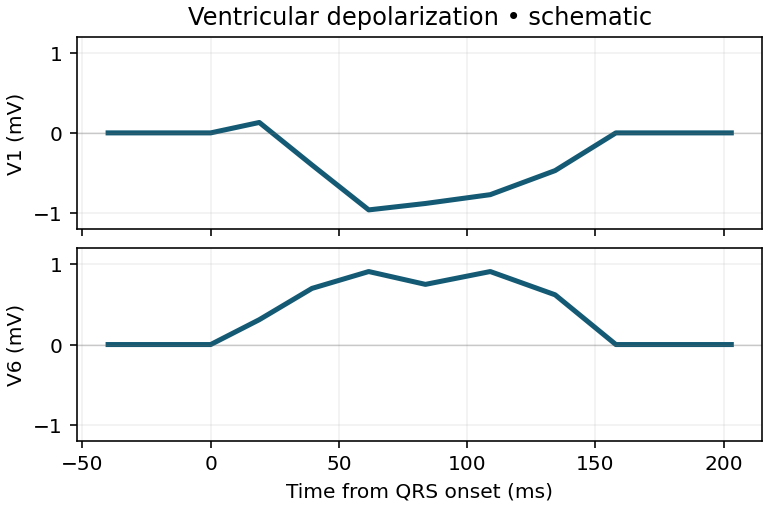 Ventricular depolarization • schematic
1
0
−1
V1 (mV)
1
0
−1
V6 (mV)
−50 0 50 100 150 200
Time from QRS onset (ms)